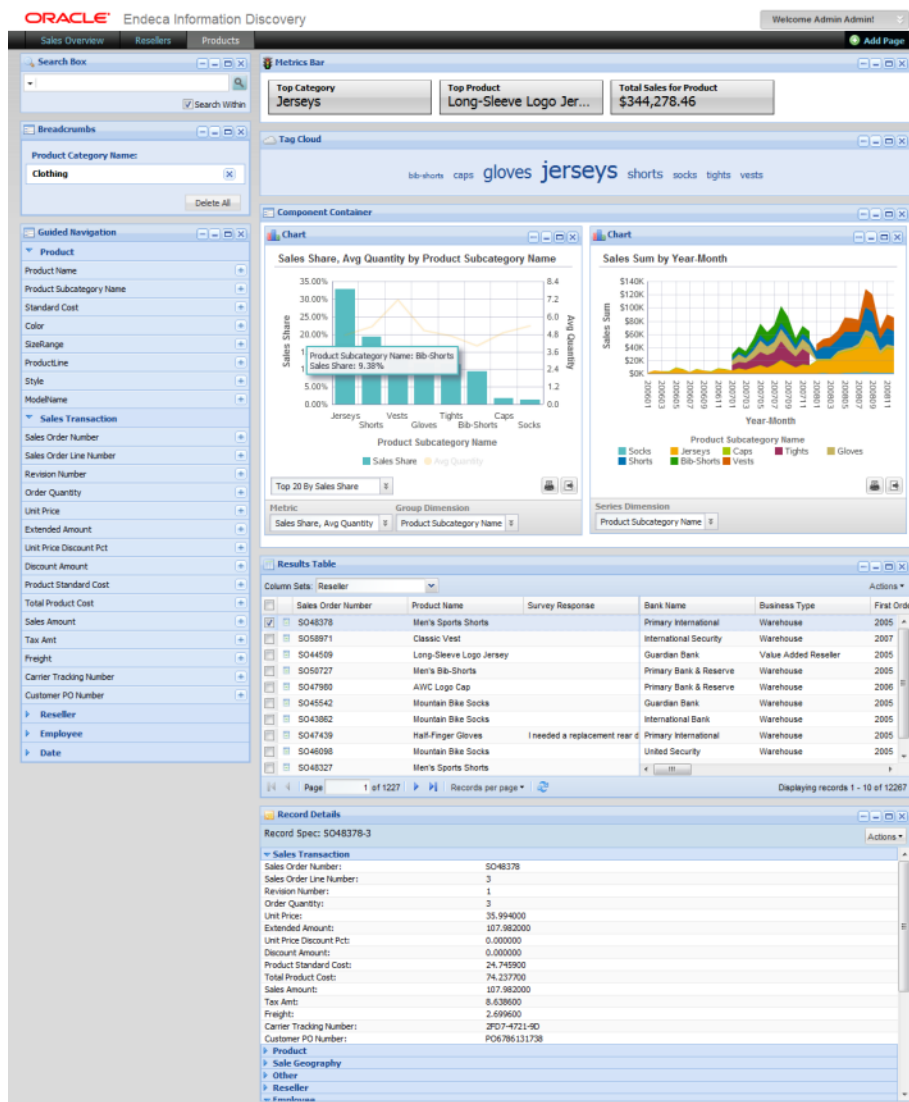 ORACLE Endeca Information Discovery
Welcome Admin Admin!
Sales Overview Resellers Products
Add Page
Search Box
Search Within
Breadcrumbs
Product Category Name:
Clothing
Delete All
Guided Navigation
Product
Product Name
Product Subcategory Name
Standard Cost
Color
SizeRange
ProductLine
Style
ModelName
Sales Transaction
Sales Order Number
Sales Order Line Number
Revision Number
Order Quantity
Unit Price
Extended Amount
Unit Price Discount Pct
Discount Amount
Product Standard Cost
Total Product Cost
Sales Amount
Tax Amt
Freight
Carrier Tracking Number
Customer PO Number
Reseller
Employee
Date
Metrics Bar
Top Category
Jerseys
Top Product
Long-Sleeve Logo Jer...
Total Sales for Product
$344,278.46
Tag Cloud
bib-shorts caps gloves jerseys shorts socks tights vests
Component Container
Chart
Sales Share, Avg Quantity by Product Subcategory Name
35.00%
30.00%
25.00%
20.00%
5.00%
0.00%
Sales Share
8.4
7.2
6.0
4.8
3.6
2.4
1.2
0.0
Avg Quantity
Product Subcategory Name: Bib-Shorts
Sales Share: 9.38%
Jerseys Vests Tights Caps
Shorts Gloves Bib-Shorts Socks
Product Subcategory Name
Sales Share Avg Quantity
Top 20 By Sales Share
Metric Group Dimension
Sales Share, Avg Quantity Product Subcategory Name
Chart
Sales Sum by Year-Month
$140K
$120K
$100K
$80K
$60K
$40K
$20K
$0K
Sales Sum
200601 200603 200605 200607 200609 200611 200701 200703 200705 200707 200709 200711 200801 200803 200805 200807 200809 200811
Year-Month
Product Subcategory Name
Socks Jerseys Caps Tights Gloves
Shorts Bib-Shorts Vests
Series Dimension
Product Subcategory Name
Results Table
Column Sets: Reseller
Actions
Sales Order Number Product Name Survey Response Bank Name Business Type First Orde
SO48378 Men's Sports Shorts Primary International Warehouse 2005
SO58971 Classic Vest International Security Warehouse 2007
SO44509 Long-Sleeve Logo Jersey Guardian Bank Value Added Reseller 2005
SO50727 Men's Bib-Shorts Primary Bank & Reserve Warehouse 2005
SO47980 AWC Logo Cap Primary Bank & Reserve Warehouse 2006
SO45542 Mountain Bike Socks Guardian Bank Warehouse 2005
SO43862 Mountain Bike Socks International Bank Warehouse 2005
SO47439 Half-Finger Gloves I needed a replacement rear d Primary International Warehouse 2005
SO46098 Mountain Bike Socks United Security Warehouse 2005
SO48327 Men's Sports Shorts
Page 1 of 1227 Records per page
Displaying records 1 - 10 of 12267
Record Details
Record Spec: SO48378-3
Actions
Sales Transaction
Sales Order Number: SO48378
Sales Order Line Number: 3
Revision Number: 1
Order Quantity: 3
Unit Price: 35.994000
Extended Amount: 107.982000
Unit Price Discount Pct: 0.000000
Discount Amount: 0.000000
Product Standard Cost: 24.745900
Total Product Cost: 74.237700
Sales Amount: 107.982000
Tax Amt: 8.638600
Freight: 2.699600
Carrier Tracking Number: 2FD7-4721-9D
Customer PO Number: PO6786131738
Product
Sale Geography
Other
Reseller
Employee